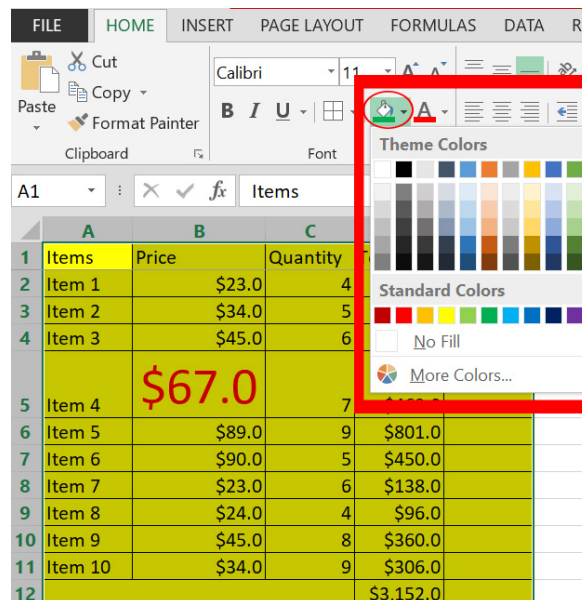 FILE HOME INSERT PAGE LAYOUT FORMULAS DATA R
Cut
Copy
Paste
Format Painter
Clipboard
Calibri 11 A A
B I U A
Font
Theme Colors
Standard Colors
No Fill
More Colors...
A1 fx Items
A B C
1 Items Price Quantity
2 Item 1 $23.0 4
3 Item 2 $34.0 5
4 Item 3 $45.0 6
5 Item 4 $67.0 7
6 Item 5 $89.0 9 $801.0
7 Item 6 $90.0 5 $450.0
8 Item 7 $23.0 6 $138.0
9 Item 8 $24.0 4 $96.0
10 Item 9 $45.0 8 $360.0
11 Item 10 $34.0 9 $306.0
12 $3,152.0